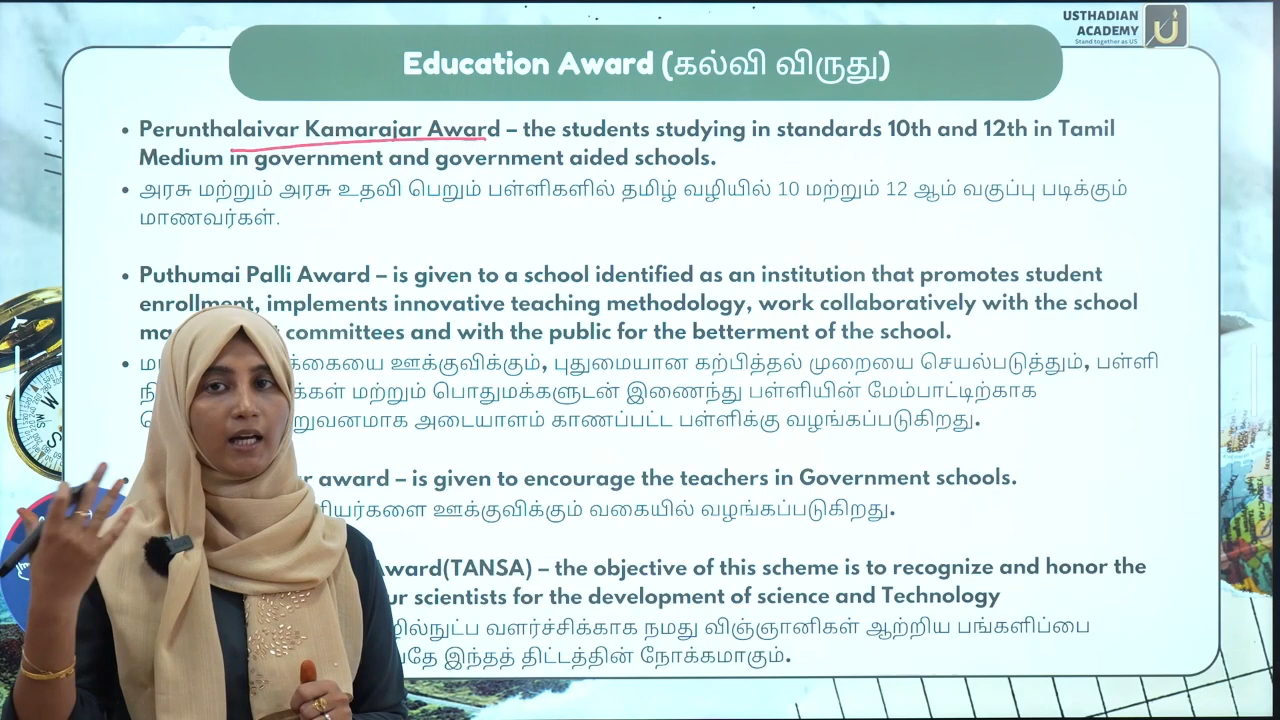 USTHADIAN
ACADEMY
Stand together as US
Education Award (கல்வி விருது)
• Perunthalaivar Kamarajar Award – the students studying in standards 10th and 12th in Tamil
Medium in government and government aided schools.
• அரசு மற்றும் அரசு உதவி பெறும் பள்ளிகளில் தமிழ் வழியில் 10 மற்றும் 12 ஆம் வகுப்பு படிக்கும்
மாணவர்கள்.
• Puthumai Palli Award – is given to a school identified as an institution that promotes student
enrollment, implements innovative teaching methodology, work collaboratively with the school
committees and with the public for the betterment of the school.
ஊக்குவிக்கும், புதுமையான கற்பித்தல் முறையை செயல்படுத்தும், பள்ளி
மற்றும் பொதுமக்களுடன் இணைந்து பள்ளியின் மேம்பாட்டிற்காக
அடையாளம் காணப்பட்ட பள்ளிக்கு வழங்கப்படுகிறது.
award – is given to encourage the teachers in Government schools.
ஊக்குவிக்கும் வகையில் வழங்கப்படுகிறது.
Award(TANSA) – the objective of this scheme is to recognize and honor the
scientists for the development of science and Technology
வளர்ச்சிக்காக நமது விஞ்ஞானிகள் ஆற்றிய பங்களிப்பை
இந்தத் திட்டத்தின் நோக்கமாகும்.